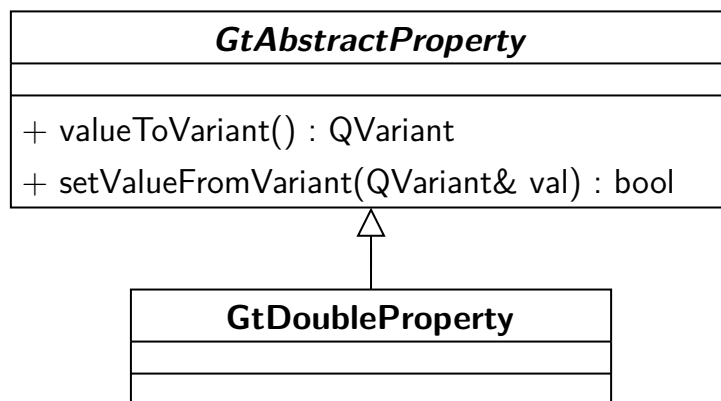 GtAbstractProperty
+ valueToVariant() : QVariant
+ setValueFromVariant(QVariant& val) : bool
GtDoubleProperty